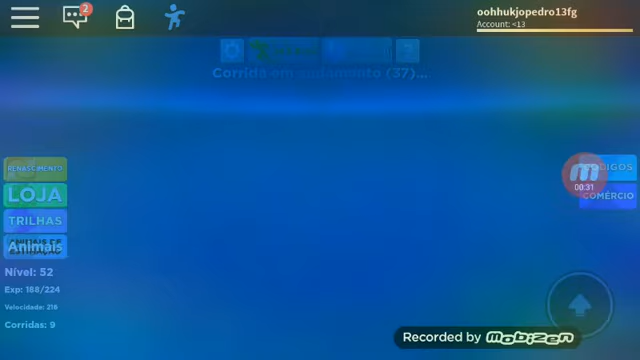 2
oohhukjopedro13fg
Account: <13
Corrida em andamento (37)...
RENASCIMENTO
LOJA
TRILHAS
Animais
CÓDIGOS
00:31
COMÉRCIO
Nível: 52
Exp: 188/224
Velocidade: 216
Corridas: 9
Recorded by Mobizen